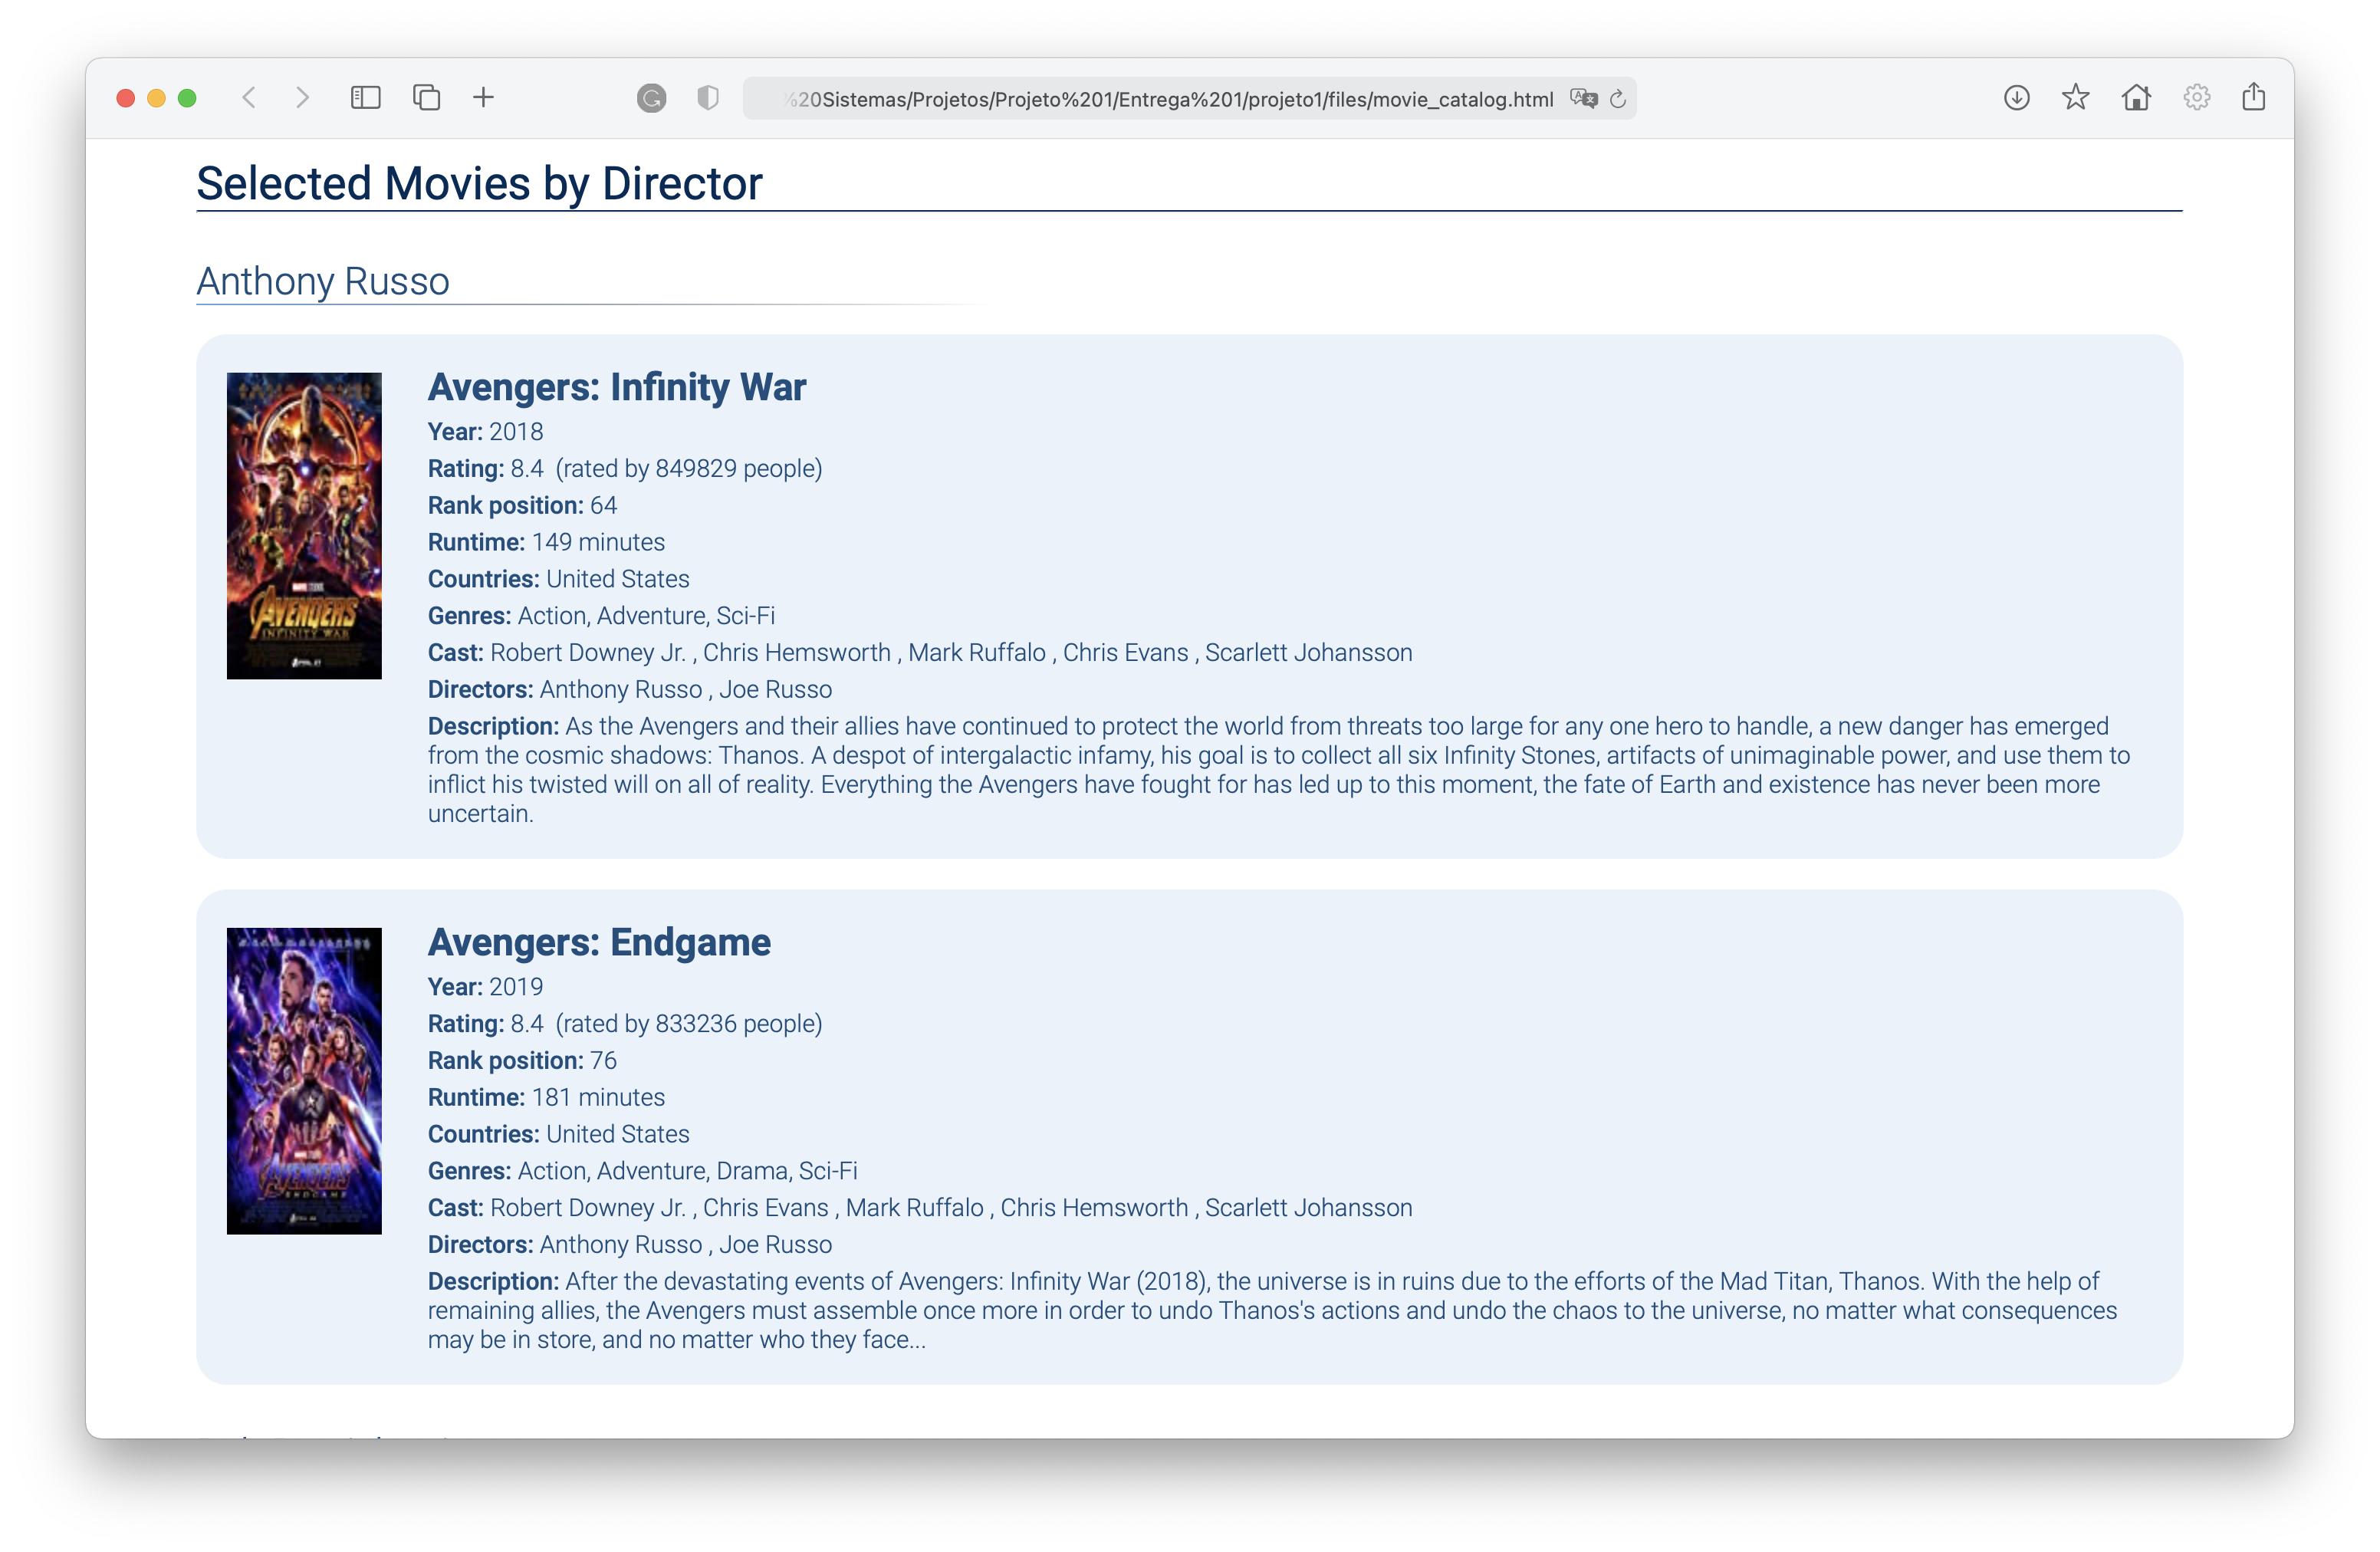 %20Sistemas/Projetos/Projeto%201/Entrega%201/projeto1/files/movie_catalog.html
Selected Movies by Director
Anthony Russo
Avengers: Infinity War
Year: 2018
Rating: 8.4 (rated by 849829 people)
Rank position: 64
Runtime: 149 minutes
Countries: United States
Genres: Action, Adventure, Sci-Fi
Cast: Robert Downey Jr. , Chris Hemsworth , Mark Ruffalo , Chris Evans , Scarlett Johansson
Directors: Anthony Russo , Joe Russo
Description: As the Avengers and their allies have continued to protect the world from threats too large for any one hero to handle, a new danger has emerged
from the cosmic shadows: Thanos. A despot of intergalactic infamy, his goal is to collect all six Infinity Stones, artifacts of unimaginable power, and use them to
inflict his twisted will on all of reality. Everything the Avengers have fought for has led up to this moment, the fate of Earth and existence has never been more
uncertain.
AVENGERS
INFINITY WAR
Avengers: Endgame
Year: 2019
Rating: 8.4 (rated by 833236 people)
Rank position: 76
Runtime: 181 minutes
Countries: United States
Genres: Action, Adventure, Drama, Sci-Fi
Cast: Robert Downey Jr. , Chris Evans , Mark Ruffalo , Chris Hemsworth , Scarlett Johansson
Directors: Anthony Russo , Joe Russo
Description: After the devastating events of Avengers: Infinity War (2018), the universe is in ruins due to the efforts of the Mad Titan, Thanos. With the help of
remaining allies, the Avengers must assemble once more in order to undo Thanos's actions and undo the chaos to the universe, no matter what consequences
may be in store, and no matter who they face...
AVENGERS
ENDGAME